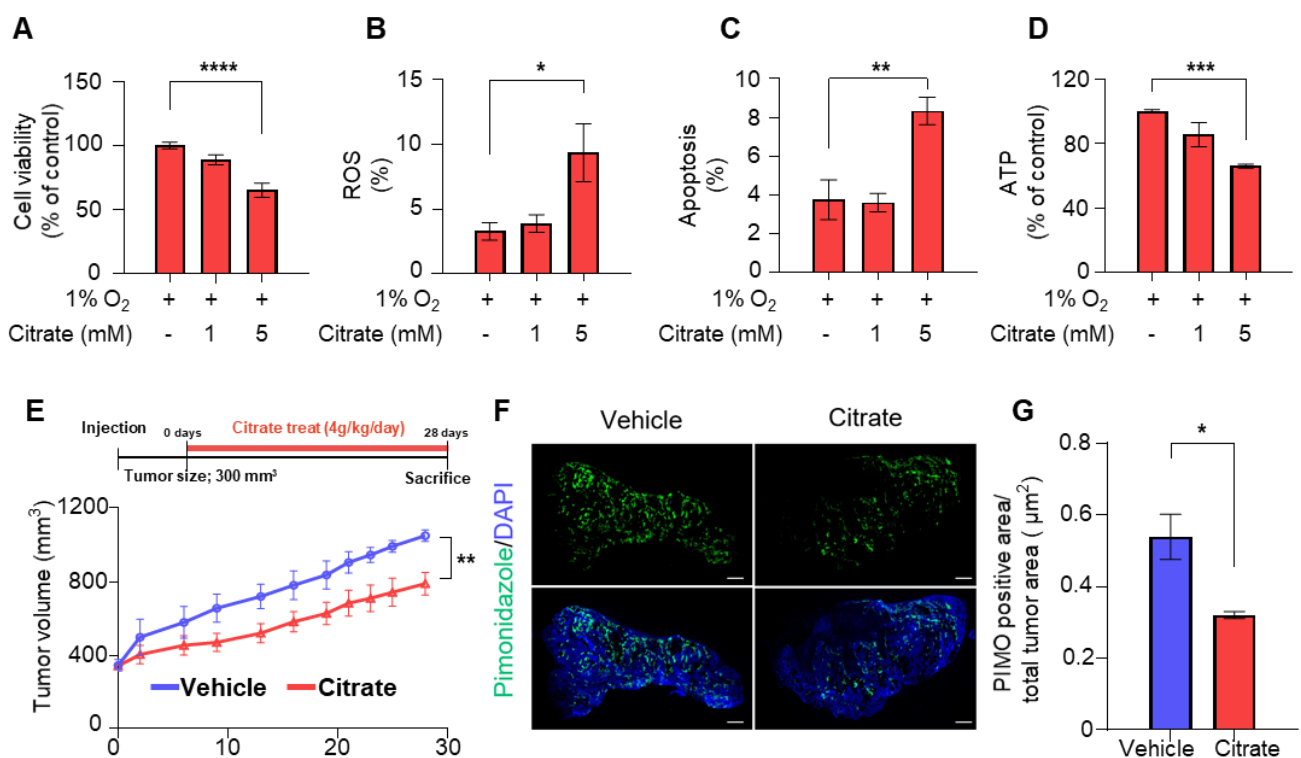 A
B
C
D
****
*
**
***
Cell viability
(% of control)
150
100
50
0
ROS
(%)
15
10
5
0
Apoptosis
(%)
10
8
6
4
2
0
ATP
(% of control)
120
80
40
0
1% O2 + + +
Citrate (mM) - 1 5
1% O2 + + +
Citrate (mM) - 1 5
1% O2 + + +
Citrate (mM) - 1 5
1% O2 + + +
Citrate (mM) - 1 5
E
Injection
0 days
Citrate treat (4g/kg/day)
28 days
Tumor size; 300 mm³
Sacrifice
Tumor volume (mm³)
1200
800
400
0
**
Vehicle
Citrate
0 10 20 30
F
Vehicle
Citrate
Pimonidazole/DAPI
G
*
PIMO positive area/
total tumor area ( µm²)
0.8
0.6
0.4
0.2
0
Vehicle Citrate